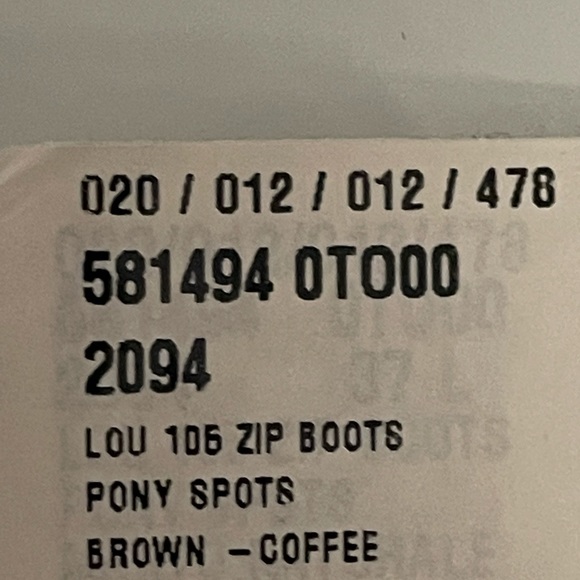 020 / 012 / 012 / 478
581494 0TO00
2094
LOU 105 ZIP BOOTS
PONY SPOTS
BROWN – COFFEE